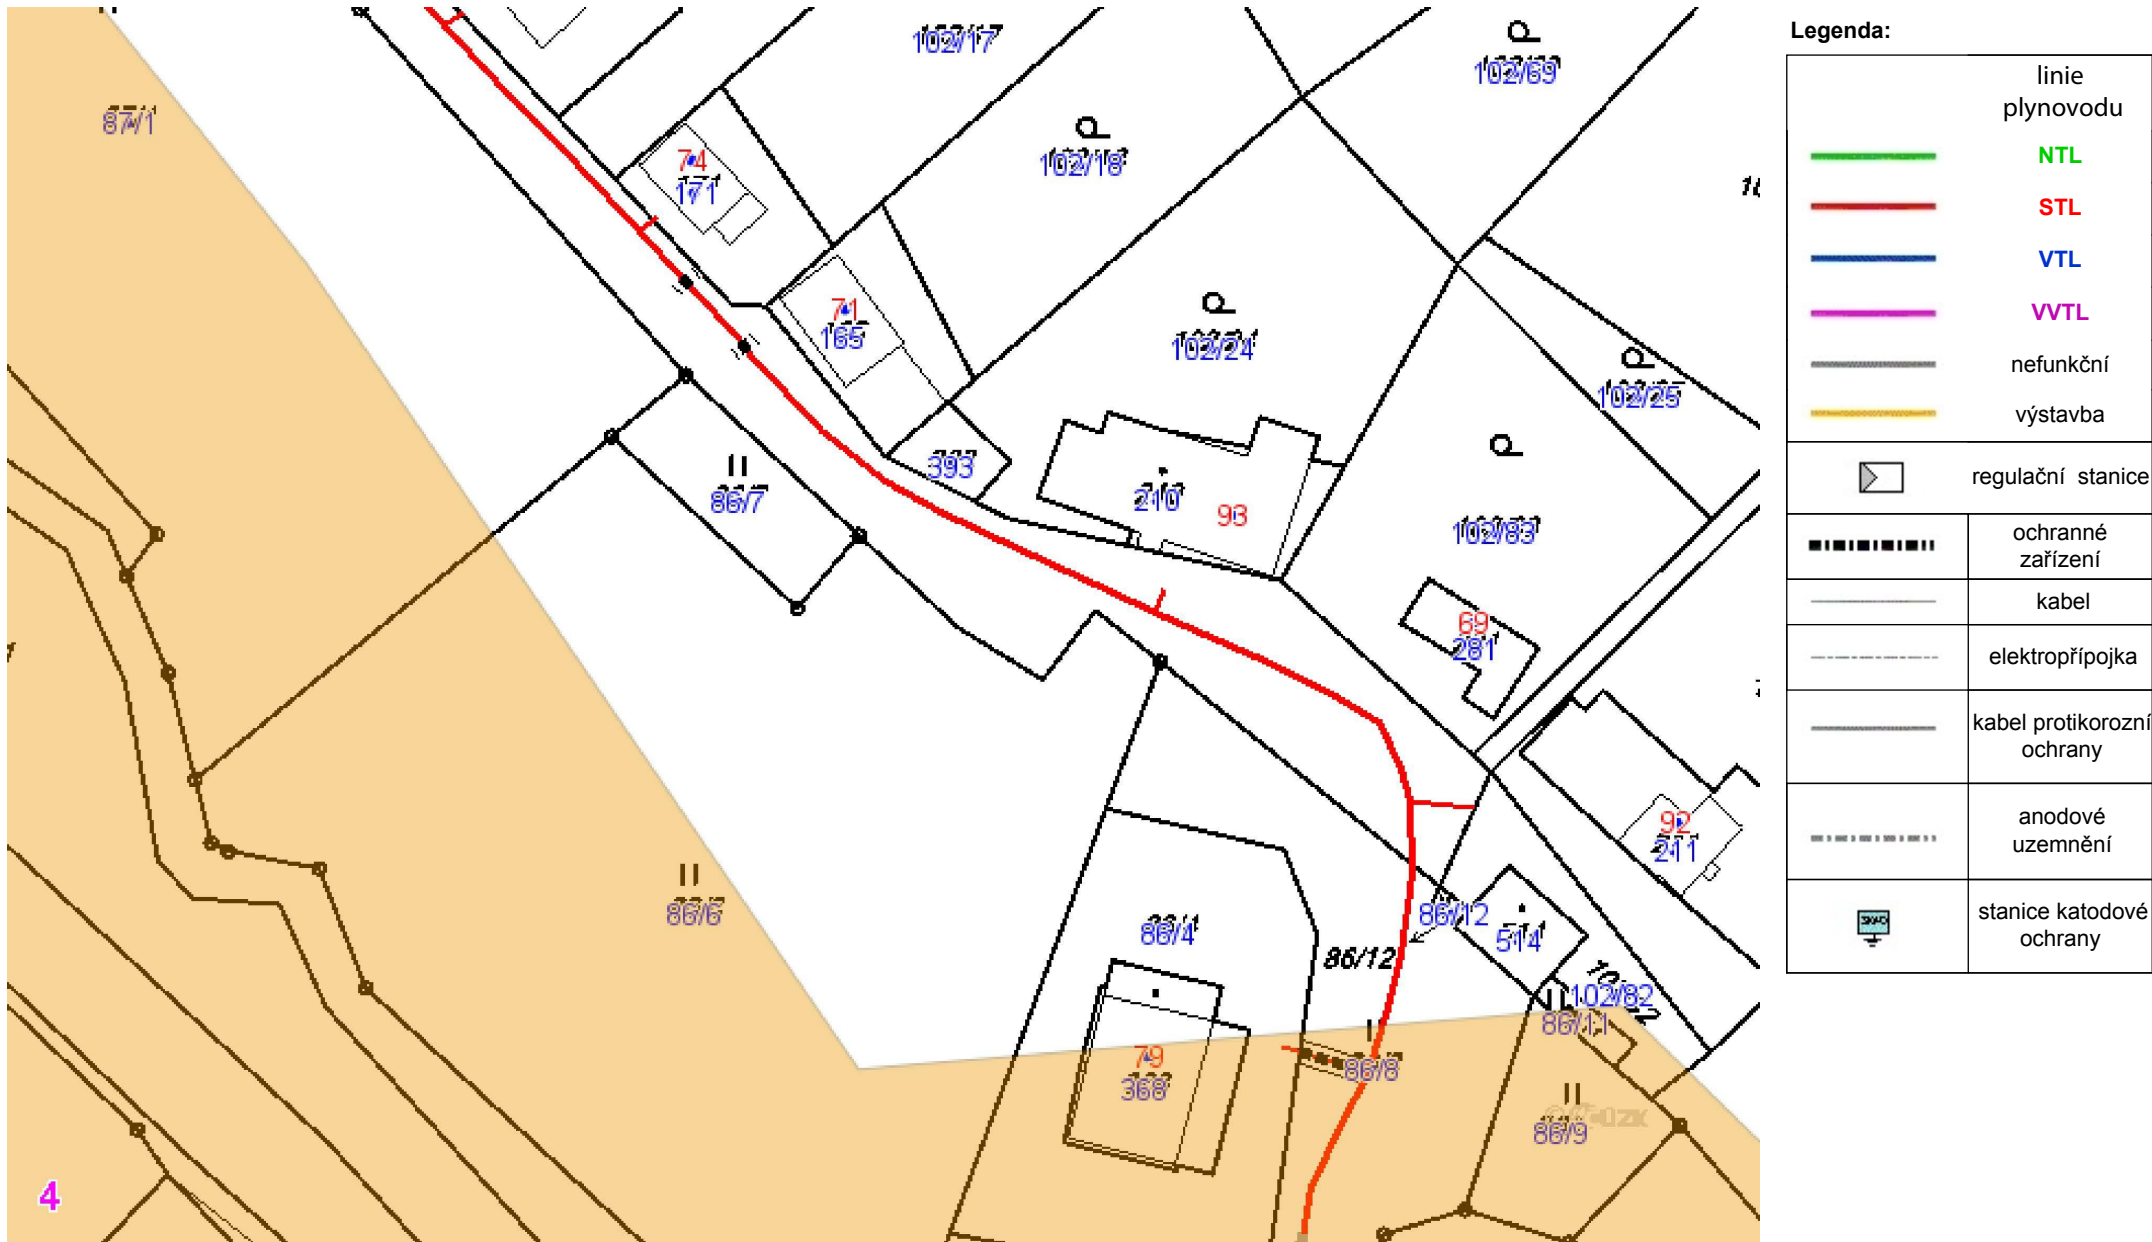 102/17
102/69
87/1
102/18
74
171
71
165
102/24
102/25
86/7
393
210
93
102/83
69
281
92
211
86/6
86/4
86/12
86/12
514
102/82
86/11
79
368
86/8
86/9
4
Legenda:
linie
plynovodu
NTL
STL
VTL
VVTL
nefunkční
výstavba
regulační stanice
ochranné
zařízení
kabel
elektropřípojka
kabel protikorozní
ochrany
anodové
uzemnění
stanice katodové
ochrany